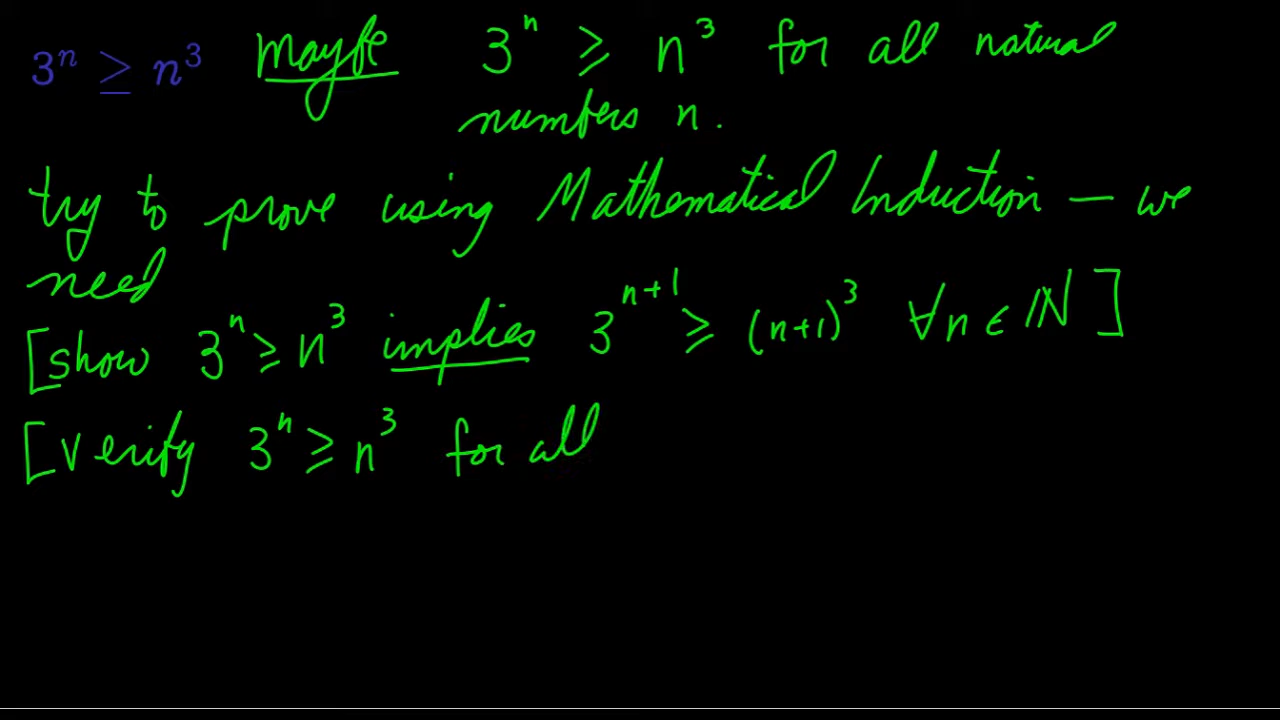 3ⁿ ≥ n³ maybe 3ⁿ ≥ n³ for all natural
numbers n.
try to prove using Mathematical Induction — we
need
[show 3ⁿ ≥ n³ implies 3ⁿ⁺¹ ≥ (n+1)³ ∀n ∈ ℕ]
[verify 3ⁿ ≥ n³ for all